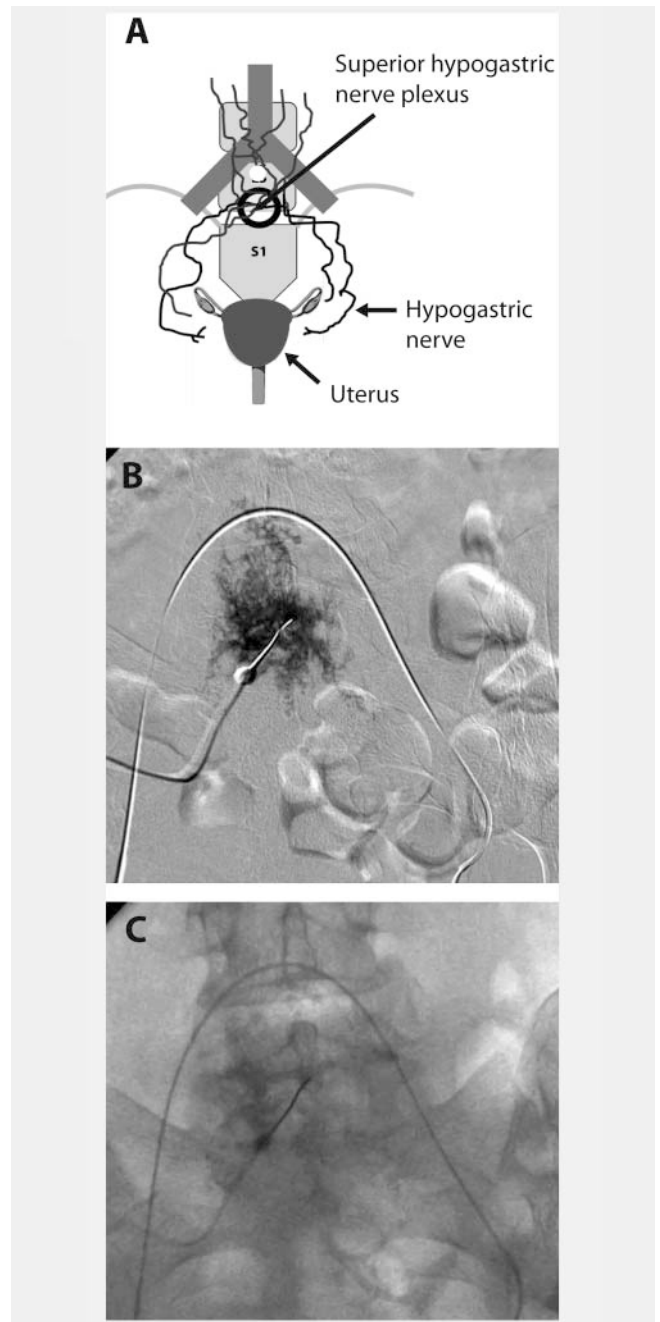 A
Superior hypogastric
nerve plexus
S1
Hypogastric
nerve
Uterus
B
C